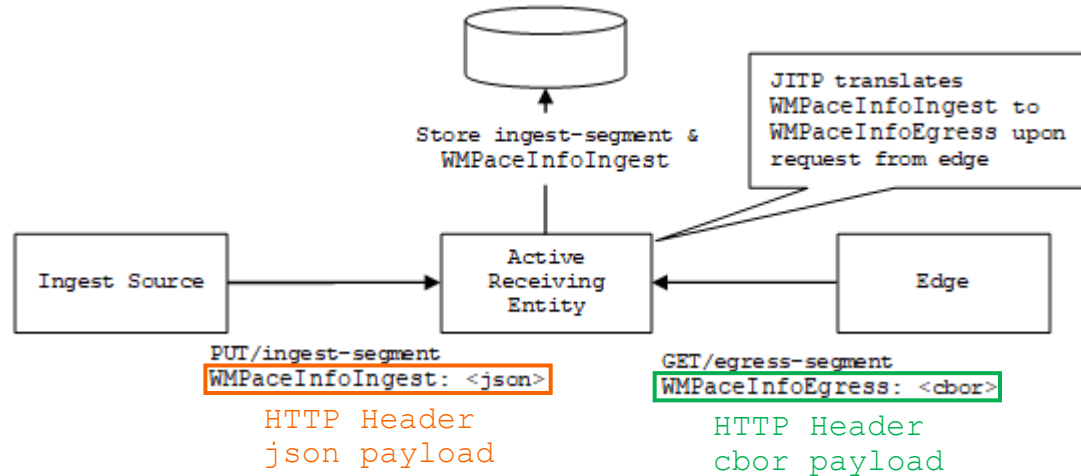 JITP translates
WMPaceInfoIngest to
WMPaceInfoEgress upon
request from edge
Store ingest-segment &
WMPaceInfoIngest
Ingest Source
Active
Receiving
Entity
Edge
PUT/ingest-segment
WMPaceInfoIngest: <json>
HTTP Header
json payload
GET/egress-segment
WMPaceInfoEgress: <cbor>
HTTP Header
cbor payload